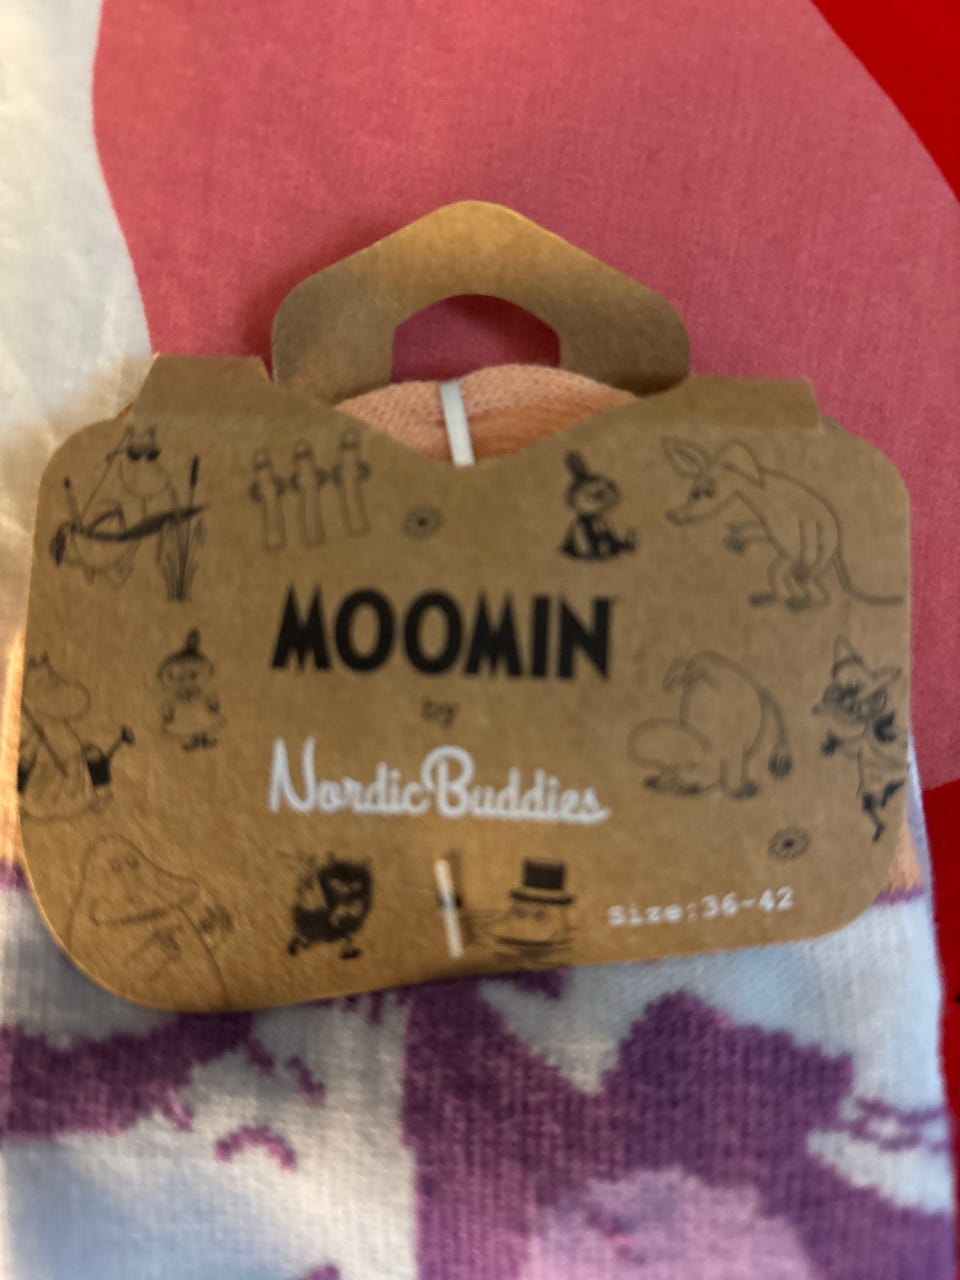 MOOMIN
by
NordicBuddies
Size:36-42